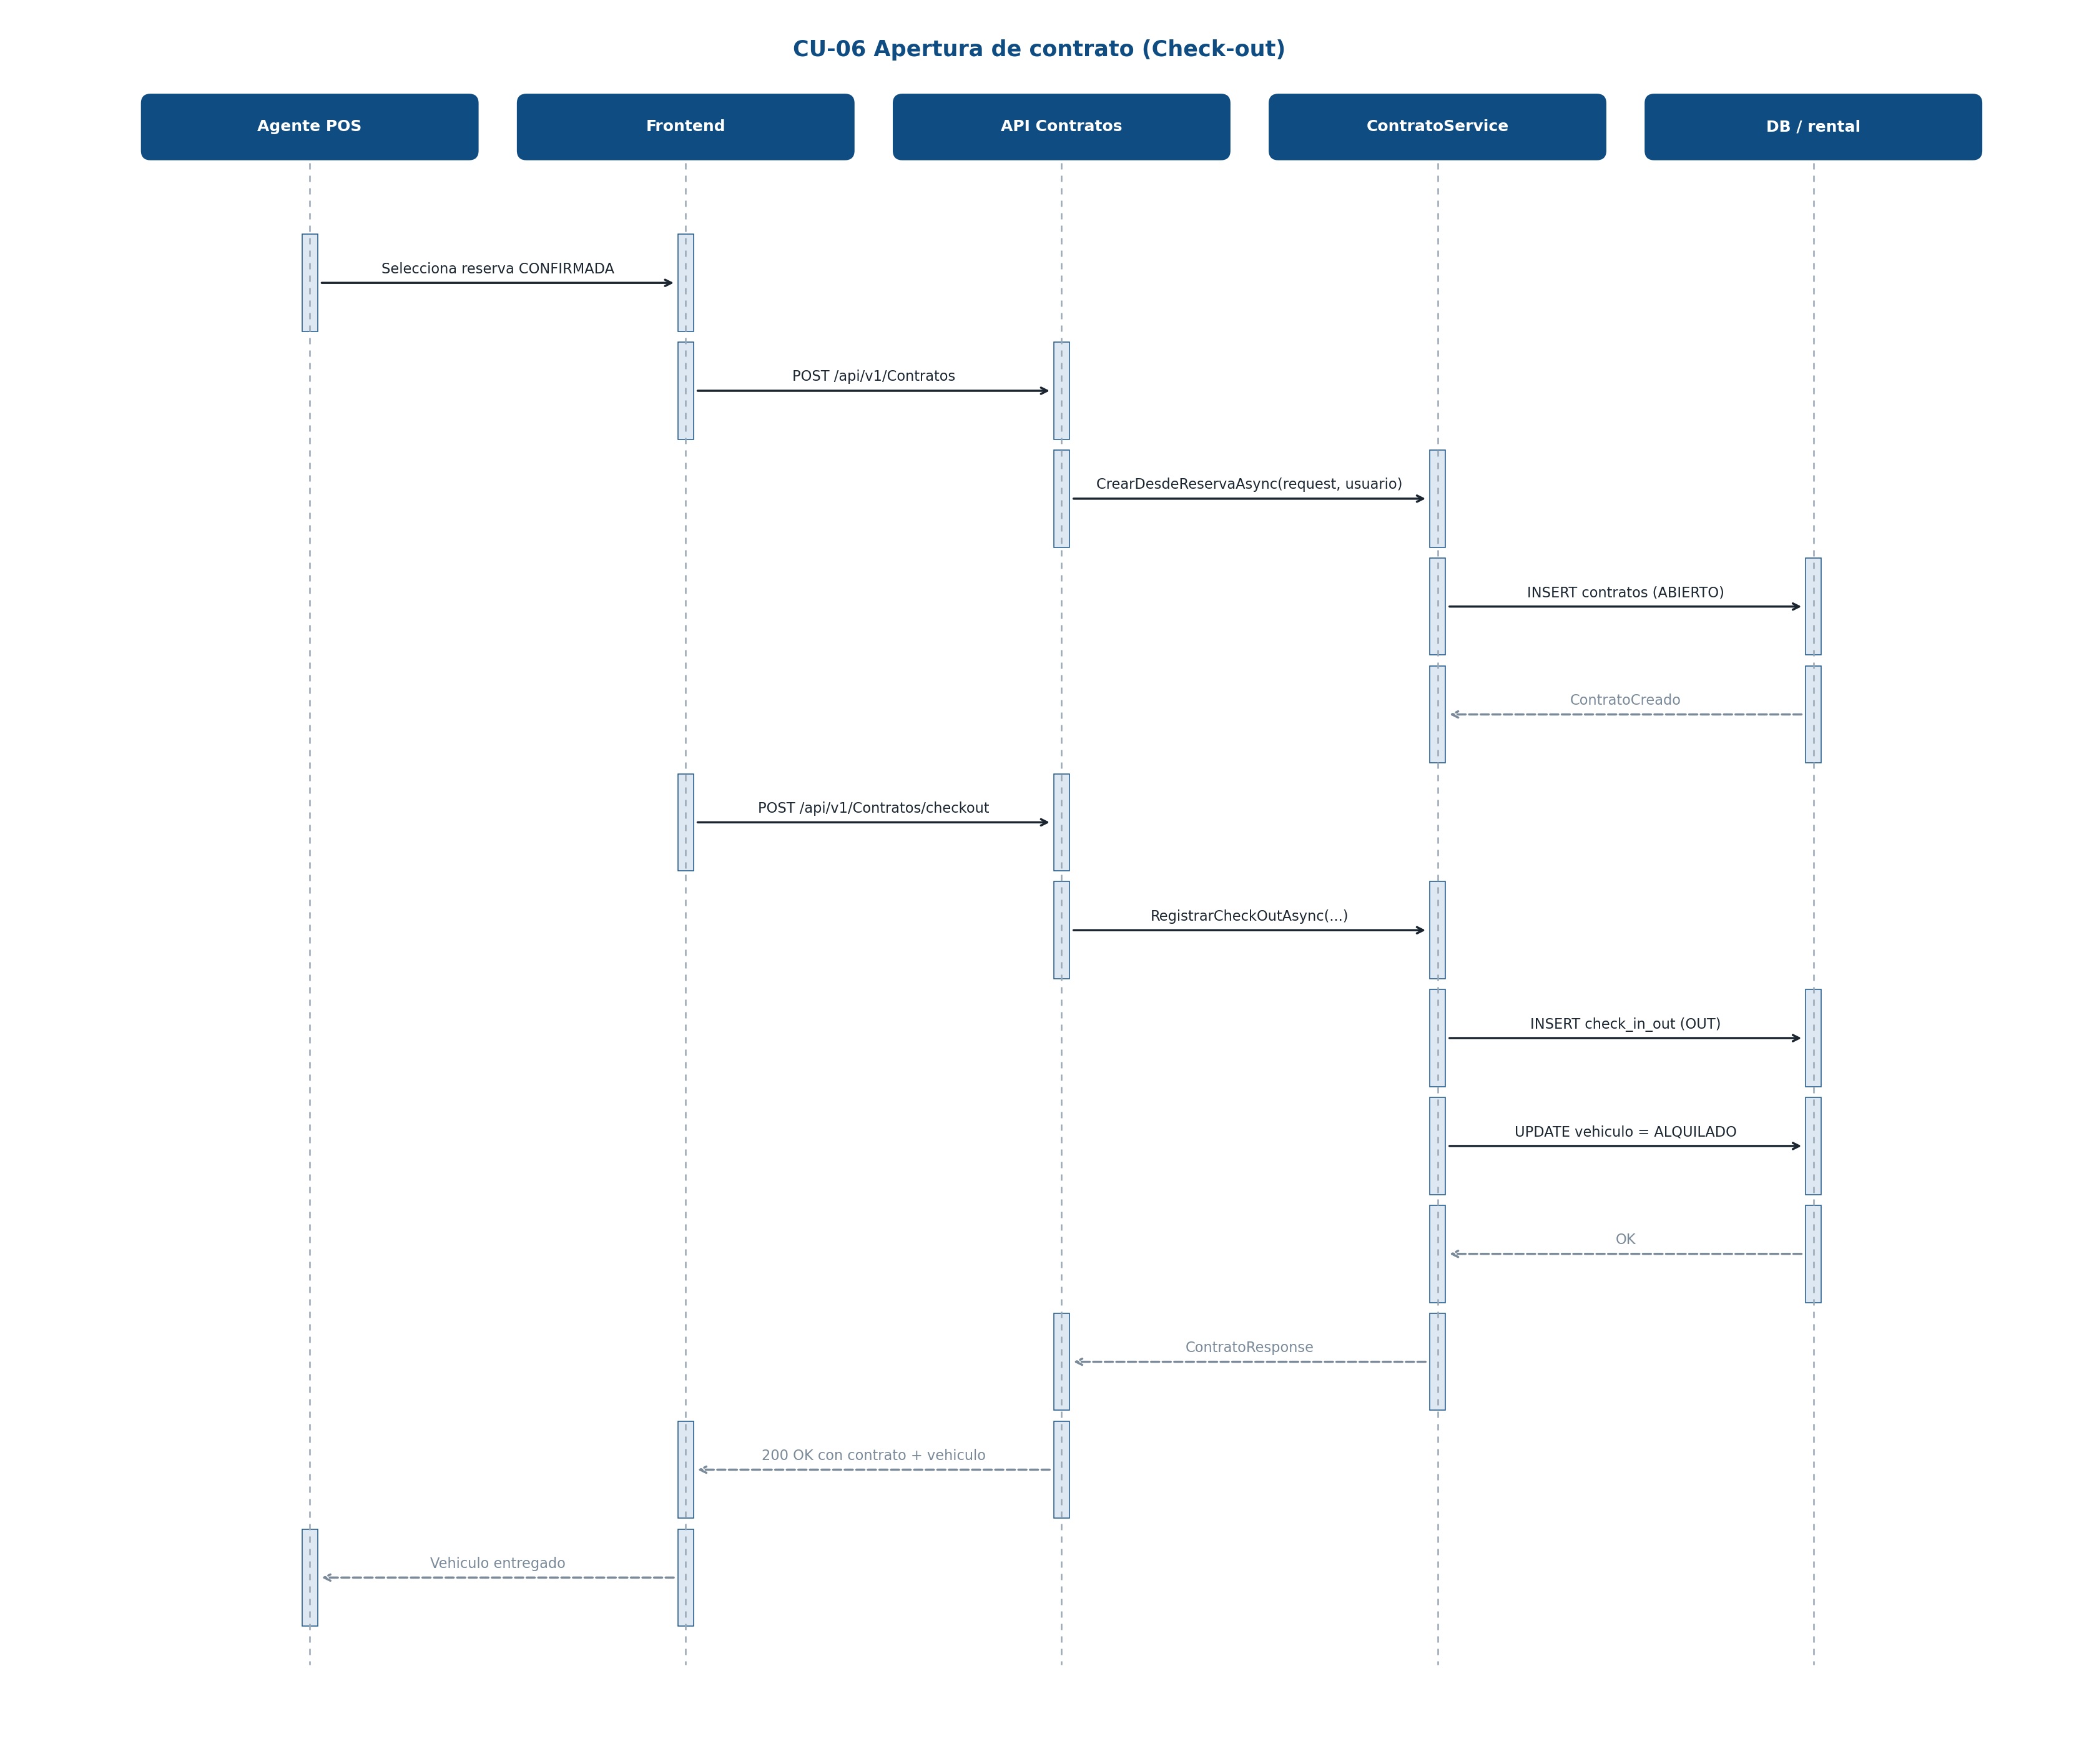 CU-06 Apertura de contrato (Check-out)
Agente POS
Frontend
API Contratos
ContratoService
DB / rental
Selecciona reserva CONFIRMADA
POST /api/v1/Contratos
CrearDesdeReservaAsync(request, usuario)
INSERT contratos (ABIERTO)
ContratoCreado
POST /api/v1/Contratos/checkout
RegistrarCheckOutAsync(...)
INSERT check_in_out (OUT)
UPDATE vehiculo = ALQUILADO
OK
ContratoResponse
200 OK con contrato + vehiculo
Vehiculo entregado